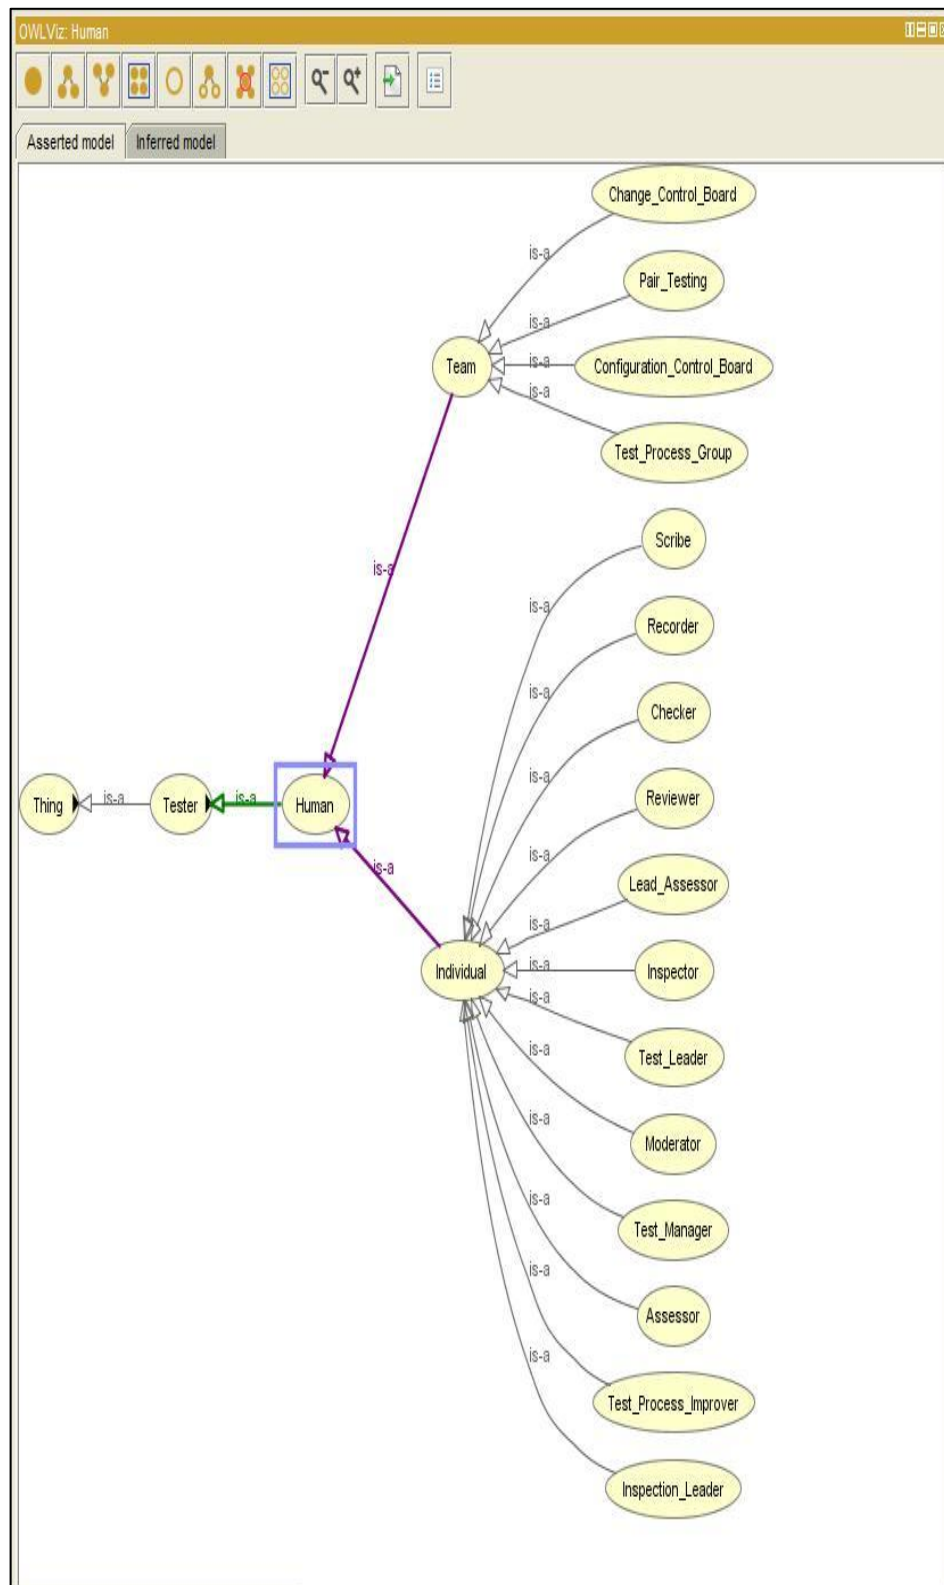 OWLViz: Human
Asserted model
Inferred model
Change_Control_Board
is-a
Pair_Testing
is-a
Team
is-a
Configuration_Control_Board
is-a
Test_Process_Group
Scribe
is-a
is-a
Recorder
is-a
Checker
is-a
Reviewer
is-a
Thing
is-a
Tester
is-a
Human
is-a
Lead_Assessor
is-a
Individual
is-a
Inspector
is-a
Test_Leader
is-a
Moderator
is-a
Test_Manager
is-a
Assessor
is-a
Test_Process_Improver
is-a
Inspection_Leader